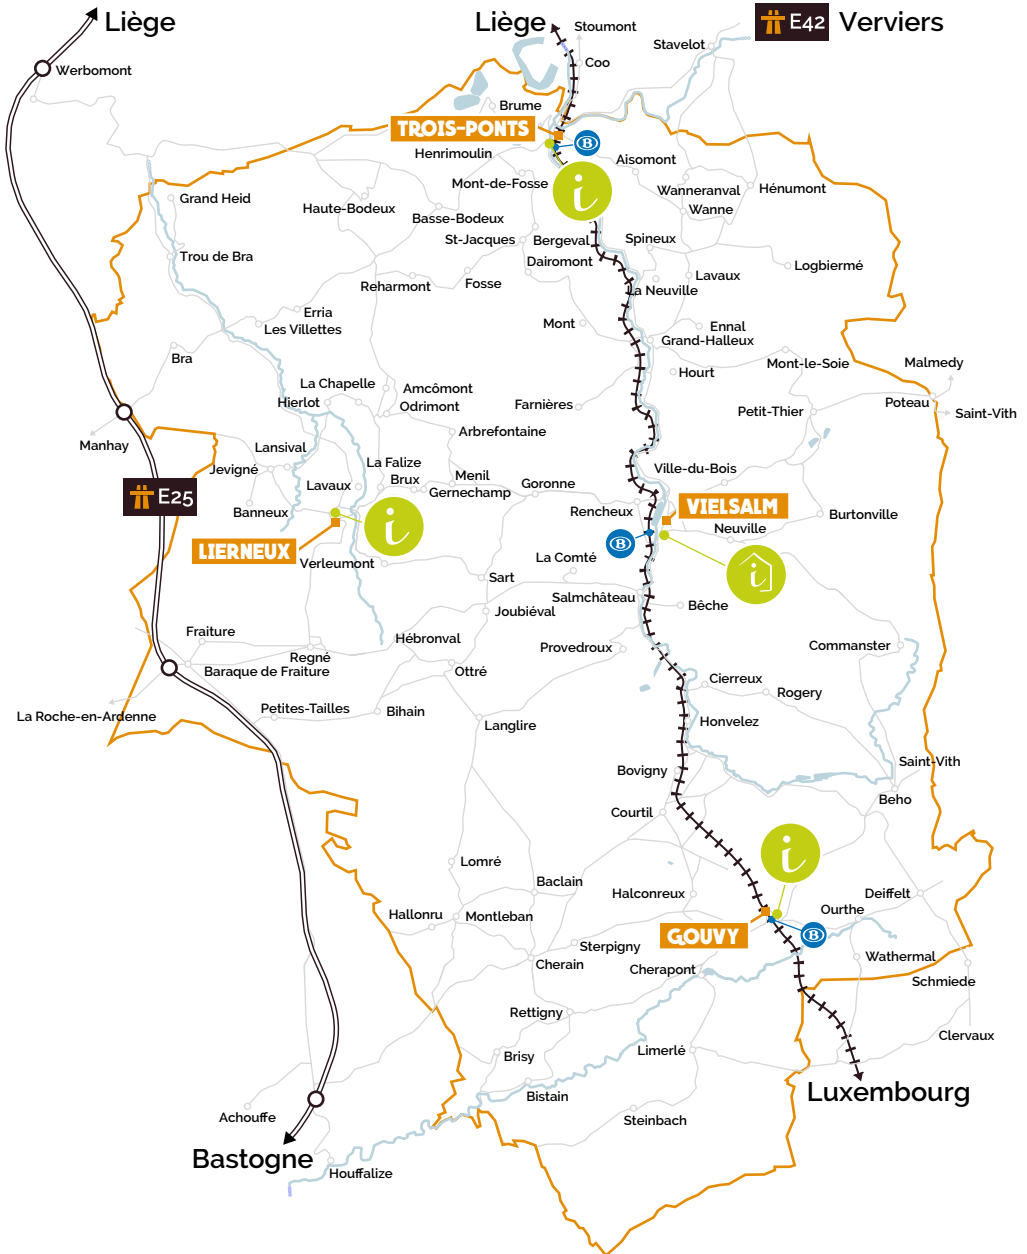 Liège
Liège
Stoumont
E42
Verviers
Stavelot
Werbomont
Coo
Brume
TROIS-PONTS
B
Henrimoulin
Aisomont
i
Mont-de-Fosse
Wanneranval
Hénumont
Grand Heid
Haute-Bodeux
Basse-Bodeux
Wanne
St-Jacques
Bergeval
Spineux
Trou de Bra
Dairomont
Logbiermé
Reharmont
Fosse
Lavaux
La Neuville
Erria
Les Villettes
Mont
Ennal
Grand-Halleux
Bra
Mont-le-Soie
Malmedy
Hourt
La Chapelle
Amcômont
Hierlot
Odrimont
Farnières
Petit-Thier
Poteau
Saint-Vith
Manhay
Arbrefontaine
Lansival
Jevigné
La Falize
Ville-du-Bois
Lavaux
Brux
Menil
Gernechamp
Goronne
E25
Banneux
i
Rencheux
VIELSALM
Burtonville
Neuville
LIERNEUX
B
Verleumont
La Comté
i
Sart
Salmchâteau
Bêche
Joubiéval
Fraiture
Hébronval
Provedroux
Commanster
Regné
Baraque de Fraiture
Ottré
Cierreux
Rogery
La Roche-en-Ardenne
Petites-Tailles
Bihain
Langlire
Honvelez
Saint-Vith
Bovigny
Beho
Courtil
Lomré
i
Baclain
Halconreux
Deiffelt
Hallonru
Montleban
Ourthe
GOUVY
B
Sterpigny
Cherain
Cherapont
Wathermal
Schmiede
Rettigny
Clervaux
Brisy
Limerlé
Luxembourg
Bistain
Achouffe
Steinbach
Bastogne
Houffalize